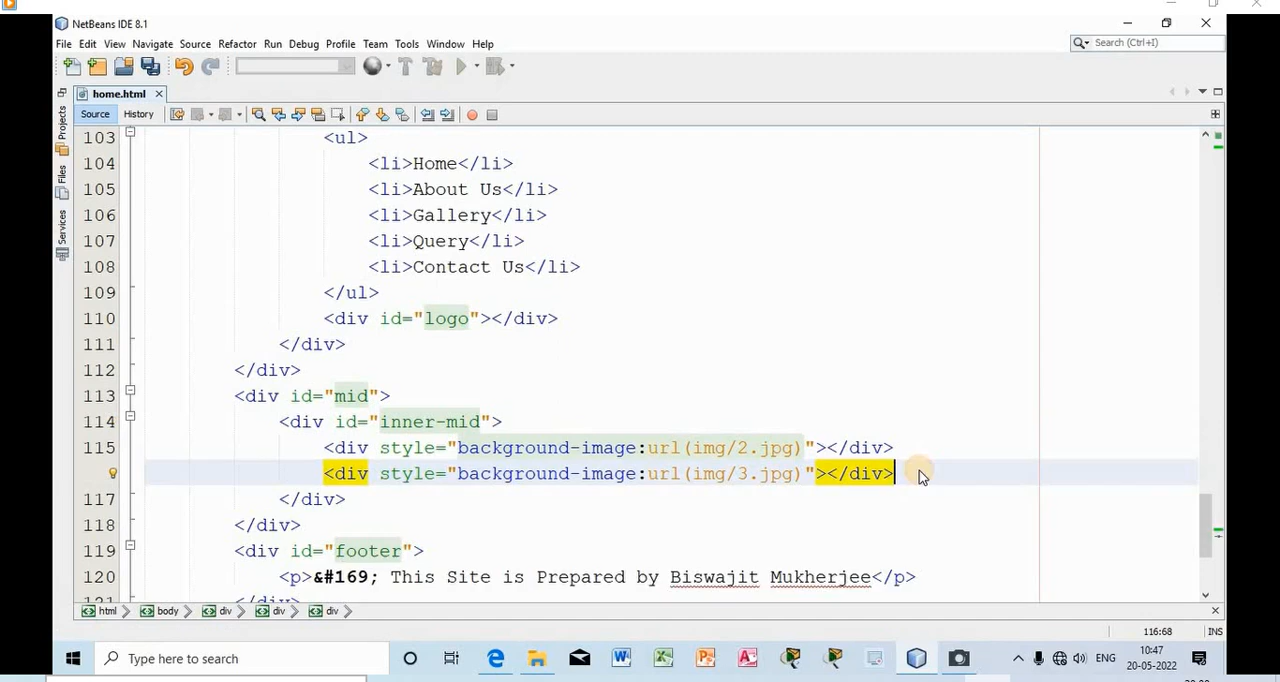 NetBeans IDE 8.1
File Edit View Navigate Source Refactor Run Debug Profile Team Tools Window Help
Search (Ctrl+I)
home.html
Source History
Projects
Files
Services
103 <ul>
104 <li>Home</li>
105 <li>About Us</li>
106 <li>Gallery</li>
107 <li>Query</li>
108 <li>Contact Us</li>
109 </ul>
110 <div id="logo"></div>
111 </div>
112 </div>
113 <div id="mid">
114 <div id="inner-mid">
115 <div style="background-image:url(img/2.jpg)"></div>
<div style="background-image:url(img/3.jpg)"></div>
117 </div>
118 </div>
119 <div id="footer">
120 <p>&#169; This Site is Prepared by Biswajit Mukherjee</p>
121 </div>
html body div div div
116:68 INS
Type here to search
ENG
10:47
20-05-2022